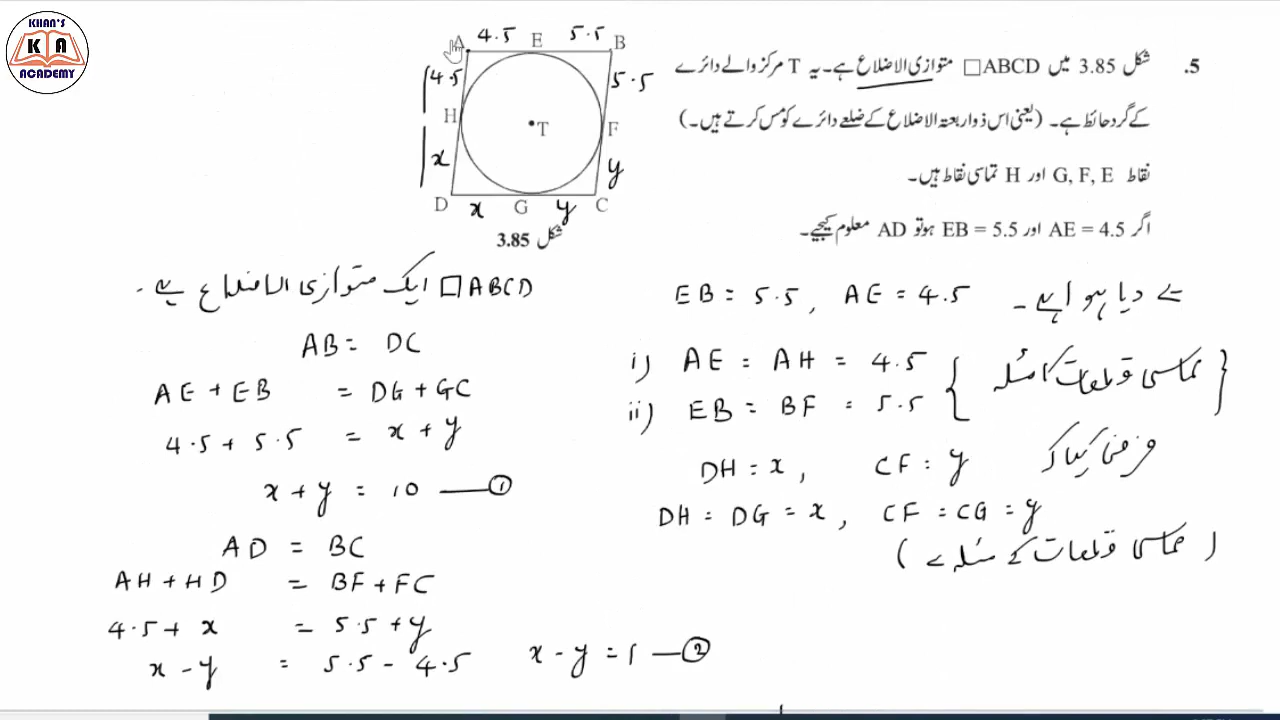 KHAN'S
K A
ACADEMY
5. شکل 3.85 میں □ABCD متوازی الاضلاع ہے۔ یہ T مرکز والے دائرے
کے گرد حائط ہے۔ (یعنی اس ذواربعتہ الاضلاع کے ضلعے دائرے کو مس کرتے ہیں۔)
نقاط G, F, E اور H تماسی نقاط ہیں۔
اگر AE = 4.5 اور EB = 5.5 ہو تو AD معلوم کیجیے۔
A 4.5 E 5.5 B
4.5 5.5
H T F
x y
D x G y C
شکل 3.85
□ABCD ایک متوازی الاضلاع ہے۔
AB = DC
AE + EB = DG + GC
4.5 + 5.5 = x + y
x + y = 10 —①
AD = BC
AH + HD = BF + FC
4.5 + x = 5.5 + y
x - y = 5.5 - 4.5
x - y = 1 —②
EB = 5.5 , AE = 4.5 دیا ہوا ہے۔
i) AE = AH = 4.5
ii) EB = BF = 5.5
{ تماسی قطعات کا مسئلہ }
فرض کیا کہ DH = x, CF = y
DH = DG = x, CF = CG = y
(تماسی قطعات کے مسئلہ سے)